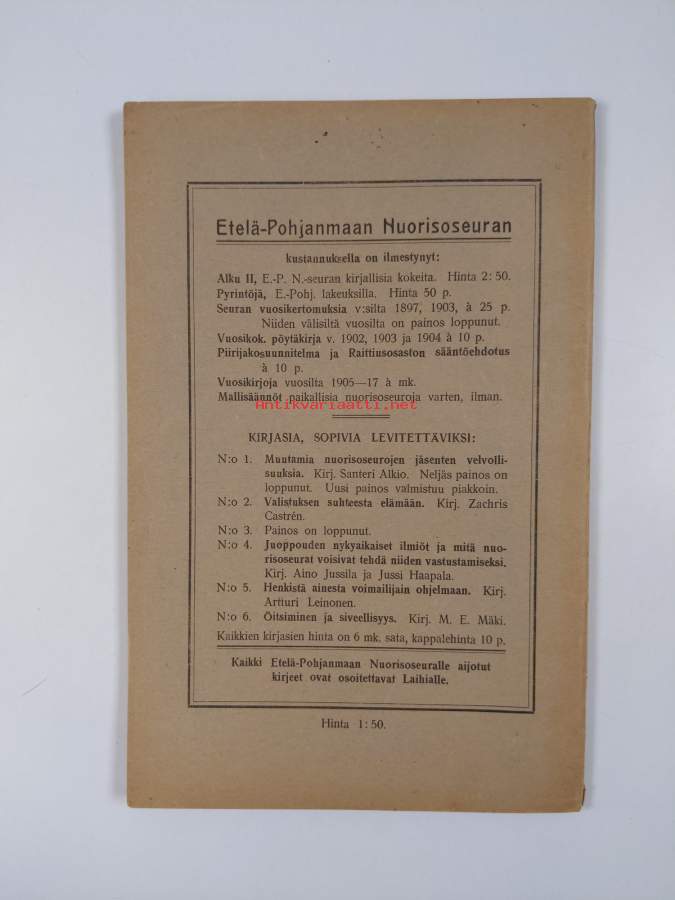 Etelä-Pohjanmaan Nuorisoseuran
kustannuksella on ilmestynyt:
Alku II, E.-P. N.-seuran kirjallisia kokeita. Hinta 2: 50.
Pyrintöjä, E.-Pohj. lakeuksilla. Hinta 50 p.
Seuran vuosikertomuksia v:silta 1897, 1903, à 25 p.
Niiden välisiltä vuosilta on painos loppunut.
Vuosikok. pöytäkirja v. 1902, 1903 ja 1904 à 10 p.
Piirijakosuunnitelma ja Raittiusosaston sääntöehdotus
à 10 p.
Vuosikirjoja vuosilta 1905—17 à mk.
Mallisäännöt paikallisia nuorisoseuroja varten, ilman.
Antikvariaatti.net
KIRJASIA, SOPIVIA LEVITETTÄVIKSI:
N:o 1. Muutamia nuorisoseurojen jäsenten velvolli-
suuksia. Kirj. Santeri Alkio. Neljäs painos on
loppunut. Uusi painos valmistuu piakkoin.
N:o 2. Valistuksen suhteesta elämään. Kirj. Zachris
Castrén.
N:o 3. Painos on loppunut.
N:o 4. Juoppouden nykyaikaiset ilmiöt ja mitä nuo-
risoseurat voisivat tehdä niiden vastustamiseksi.
Kirj. Aino Jussila ja Jussi Haapala.
N:o 5. Henkistä ainesta voimailijain ohjelmaan. Kirj.
Artturi Leinonen.
N:o 6. Öitsiminen ja siveellisyys. Kirj. M. E. Mäki.
Kaikkien kirjasien hinta on 6 mk. sata, kappalehinta 10 p.
Kaikki Etelä-Pohjanmaan Nuorisoseuralle aijotut
kirjeet ovat osoitettavat Laihialle.
Hinta 1: 50.